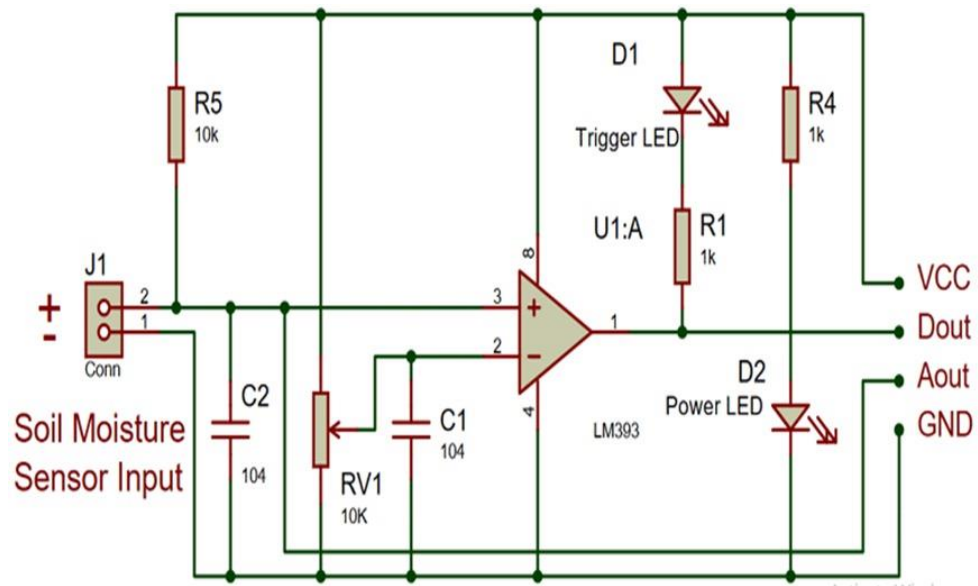 D1
R5
10k
R4
1k
Trigger LED
U1:A
R1
1k
8
J1
VCC
+
2
3
+
-
1
2
-
1
Dout
Conn
D2
Aout
C2
4
Power LED
C1
LM393
GND
Soil Moisture
Sensor Input
104
104
RV1
10K